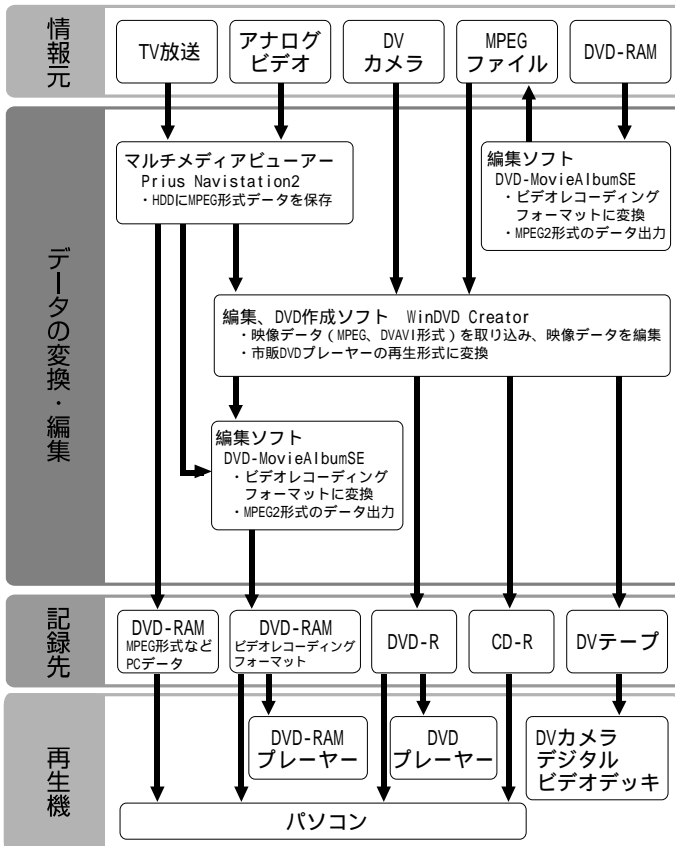 情報元
TV放送
アナログ
ビデオ
DV
カメラ
MPEG
ファイル
DVD-RAM
データの変換・編集
マルチメディアビューアー
Prius Navistation2
・HDDにMPEG形式データを保存
編集ソフト
DVD-MovieAlbumSE
・ビデオレコーディング
フォーマットに変換
・MPEG2形式のデータ出力
編集、DVD作成ソフト　WinDVD Creator
・映像データ（MPEG、DVAVI形式）を取り込み、映像データを編集
・市販DVDプレーヤーの再生形式に変換
編集ソフト
DVD-MovieAlbumSE
・ビデオレコーディング
フォーマットに変換
・MPEG2形式のデータ出力
記録先
DVD-RAM
MPEG形式など
PCデータ
DVD-RAM
ビデオレコーディング
フォーマット
DVD-R
CD-R
DVテープ
再生機
DVD-RAM
プレーヤー
DVD
プレーヤー
DVカメラ
デジタル
ビデオデッキ
パソコン